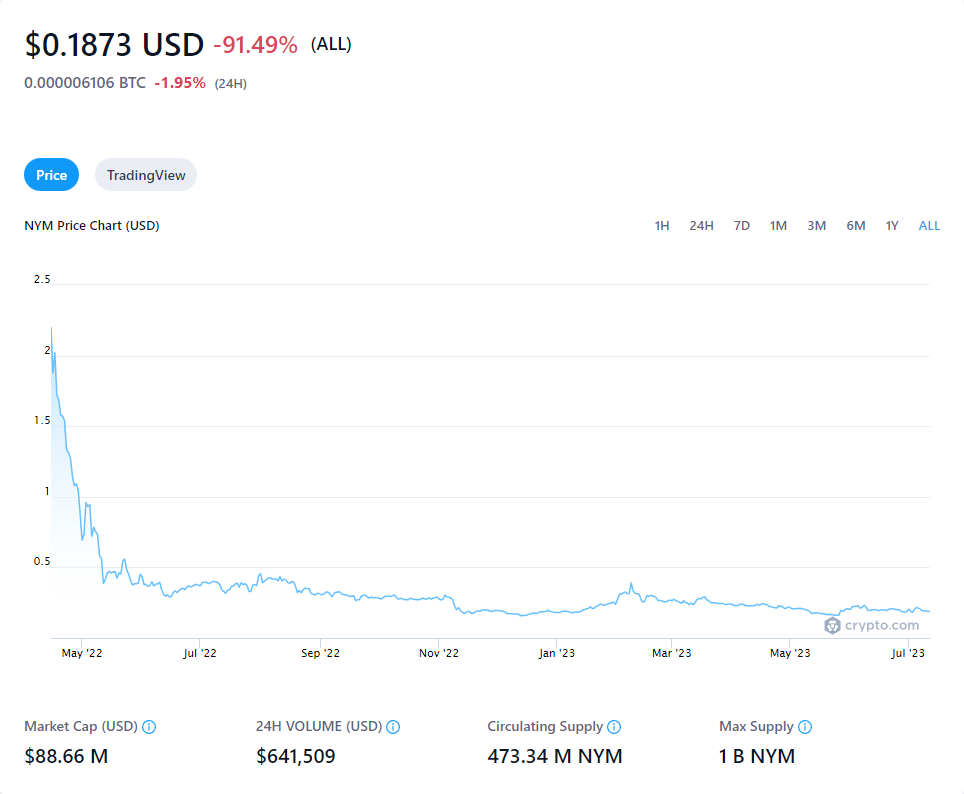 $0.1873 USD -91.49% (ALL)
0.000006106 BTC -1.95% (24H)
Price TradingView
NYM Price Chart (USD) 1H 24H 7D 1M 3M 6M 1Y ALL
2.5
2
1.5
1
0.5
crypto.com
May '22 Jul '22 Sep '22 Nov '22 Jan '23 Mar '23 May '23 Jul '23
Market Cap (USD) 24H VOLUME (USD) Circulating Supply Max Supply
$88.66 M $641,509 473.34 M NYM 1 B NYM